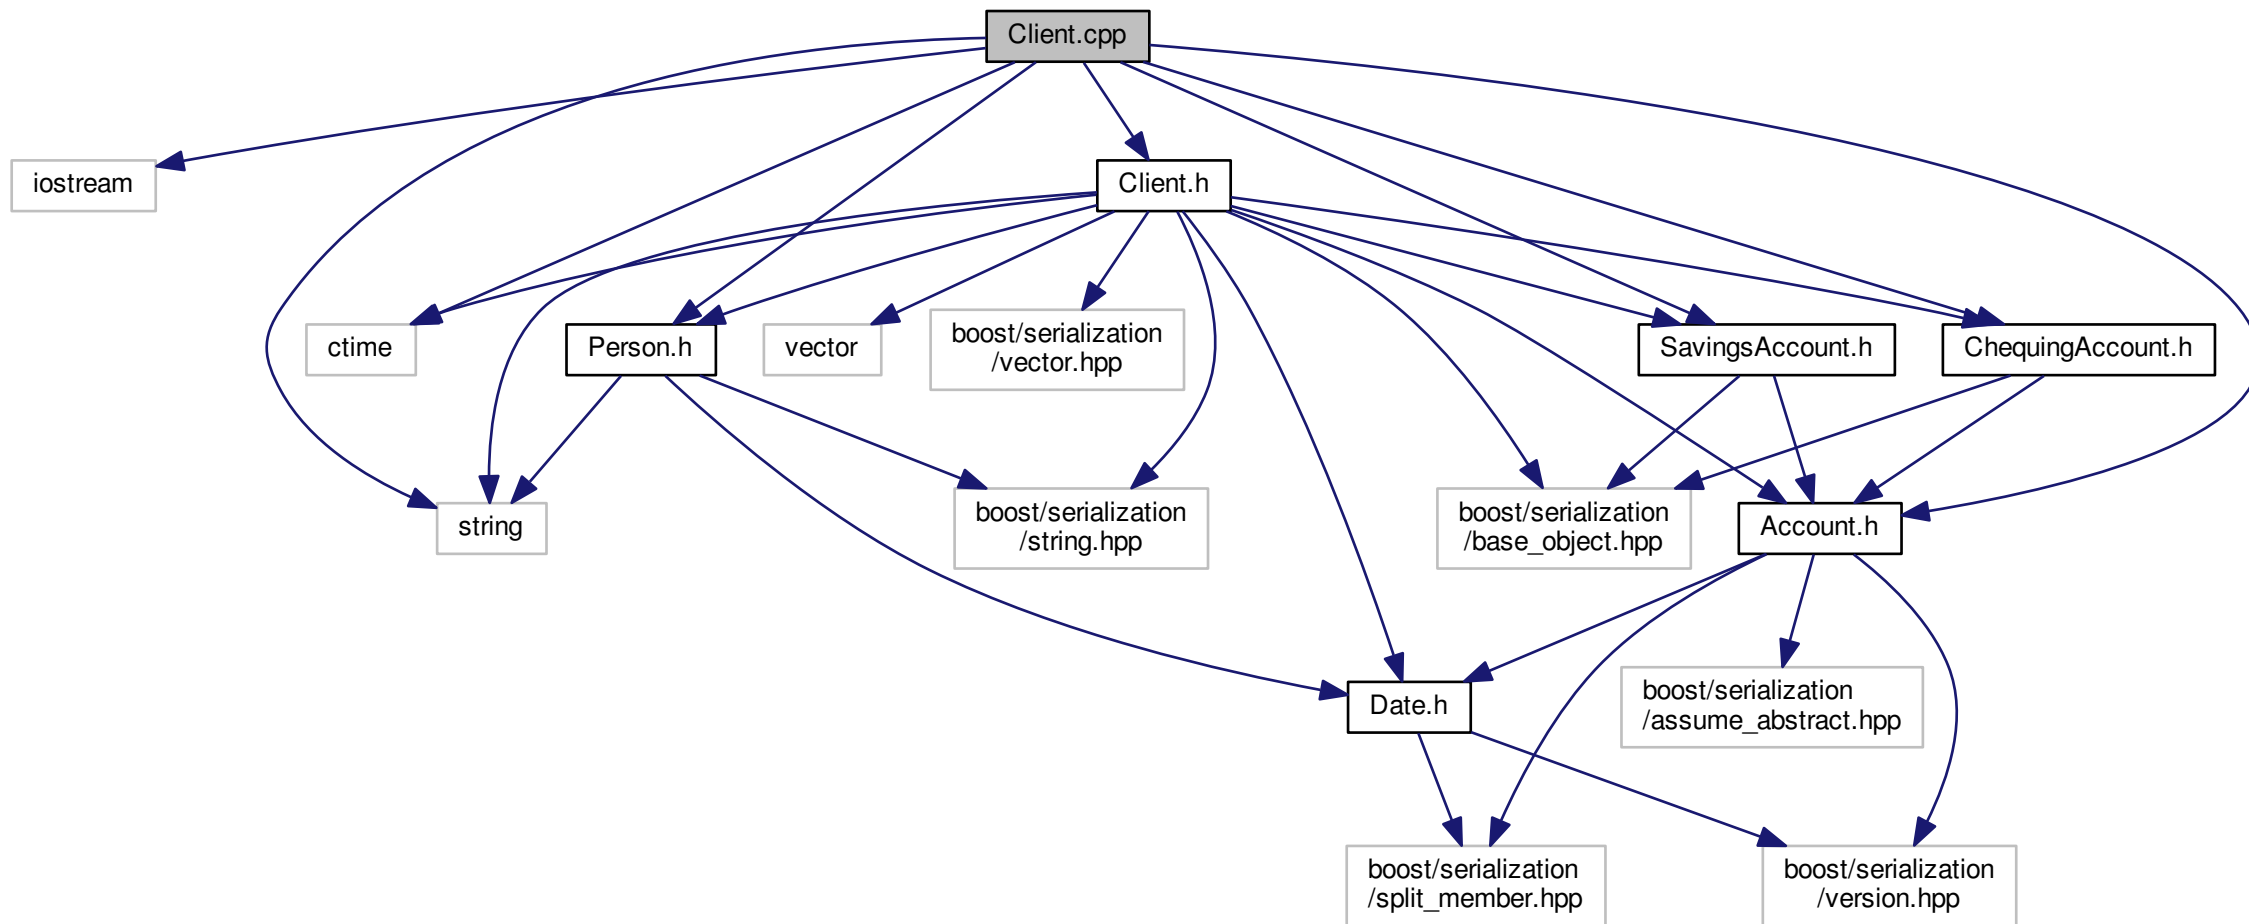 Client.cpp
iostream
Client.h
ctime
Person.h
vector
boost/serialization
/vector.hpp
SavingsAccount.h
ChequingAccount.h
string
boost/serialization
/string.hpp
boost/serialization
/base_object.hpp
Account.h
boost/serialization
/assume_abstract.hpp
Date.h
boost/serialization
/split_member.hpp
boost/serialization
/version.hpp